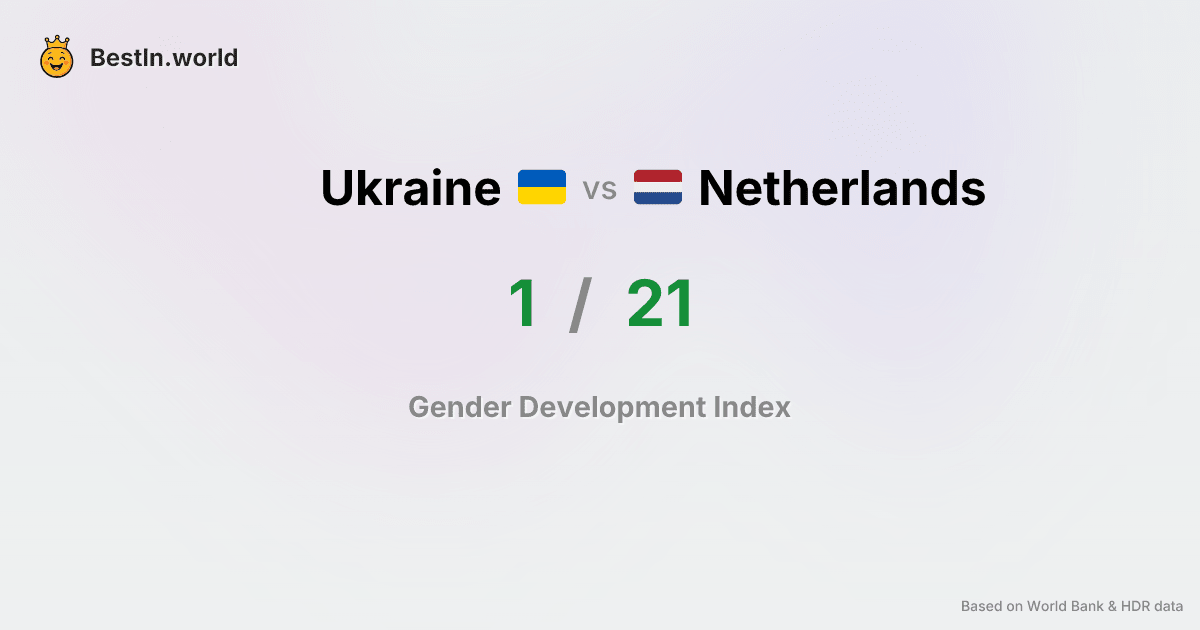 BestIn.world
Ukraine vs Netherlands
1 / 21
Gender Development Index
Based on World Bank & HDR data